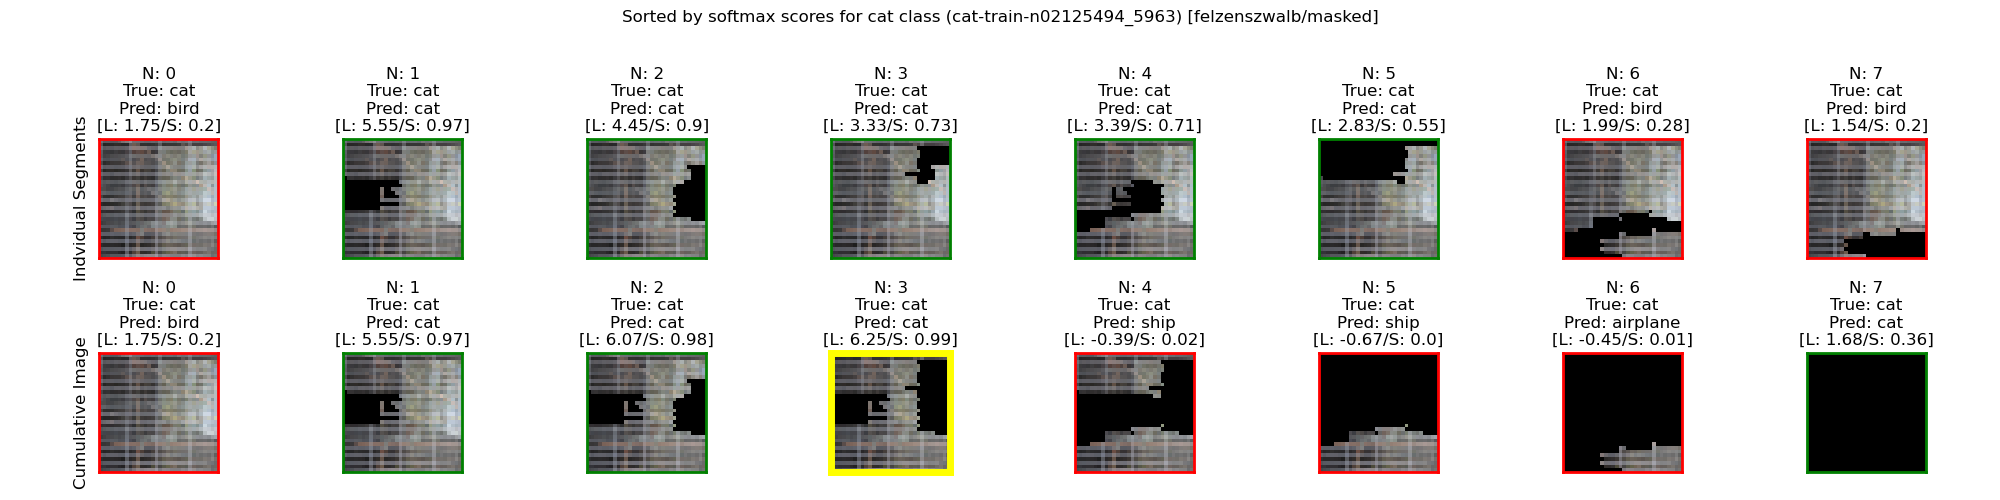 Sorted by softmax scores for cat class (cat-train-n02125494_5963) [felzenszwalb/masked]
Indvidual Segments
N: 0
True: cat
Pred: bird
[L: 1.75/S: 0.2]
N: 1
True: cat
Pred: cat
[L: 5.55/S: 0.97]
N: 2
True: cat
Pred: cat
[L: 4.45/S: 0.9]
N: 3
True: cat
Pred: cat
[L: 3.33/S: 0.73]
N: 4
True: cat
Pred: cat
[L: 3.39/S: 0.71]
N: 5
True: cat
Pred: cat
[L: 2.83/S: 0.55]
N: 6
True: cat
Pred: bird
[L: 1.99/S: 0.28]
N: 7
True: cat
Pred: bird
[L: 1.54/S: 0.2]
Cumulative Image
N: 0
True: cat
Pred: bird
[L: 1.75/S: 0.2]
N: 1
True: cat
Pred: cat
[L: 5.55/S: 0.97]
N: 2
True: cat
Pred: cat
[L: 6.07/S: 0.98]
N: 3
True: cat
Pred: cat
[L: 6.25/S: 0.99]
N: 4
True: cat
Pred: ship
[L: -0.39/S: 0.02]
N: 5
True: cat
Pred: ship
[L: -0.67/S: 0.0]
N: 6
True: cat
Pred: airplane
[L: -0.45/S: 0.01]
N: 7
True: cat
Pred: cat
[L: 1.68/S: 0.36]